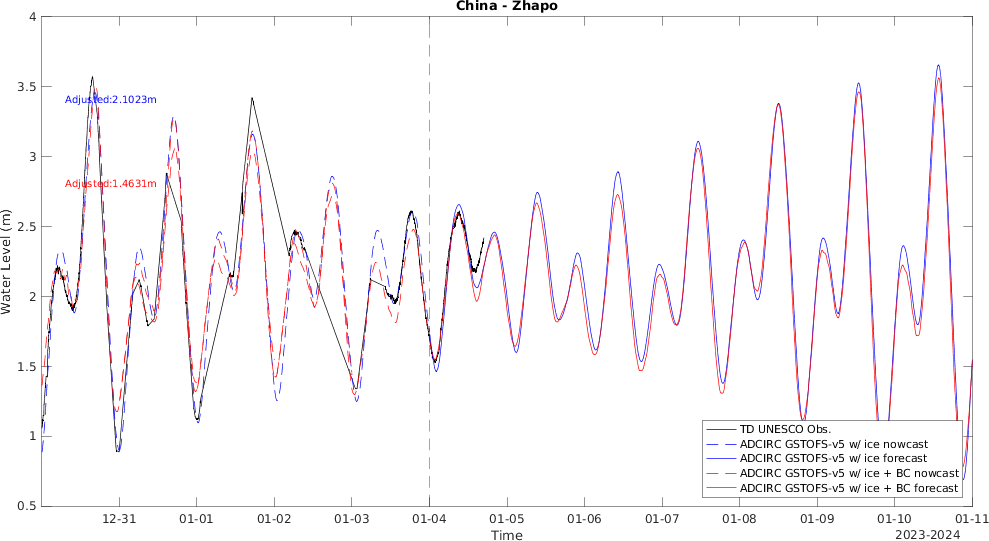 China - Zhapo
4
3.5
3
2.5
2
1.5
1
0.5
Water Level (m)
Adjusted:2.1023m
Adjusted:1.4631m
TD UNESCO Obs.
ADCIRC GSTOFS-v5 w/ ice nowcast
ADCIRC GSTOFS-v5 w/ ice forecast
ADCIRC GSTOFS-v5 w/ ice + BC nowcast
ADCIRC GSTOFS-v5 w/ ice + BC forecast
12-31 01-01 01-02 01-03 01-04 01-05 01-06 01-07 01-08 01-09 01-10 01-11
Time
2023-2024